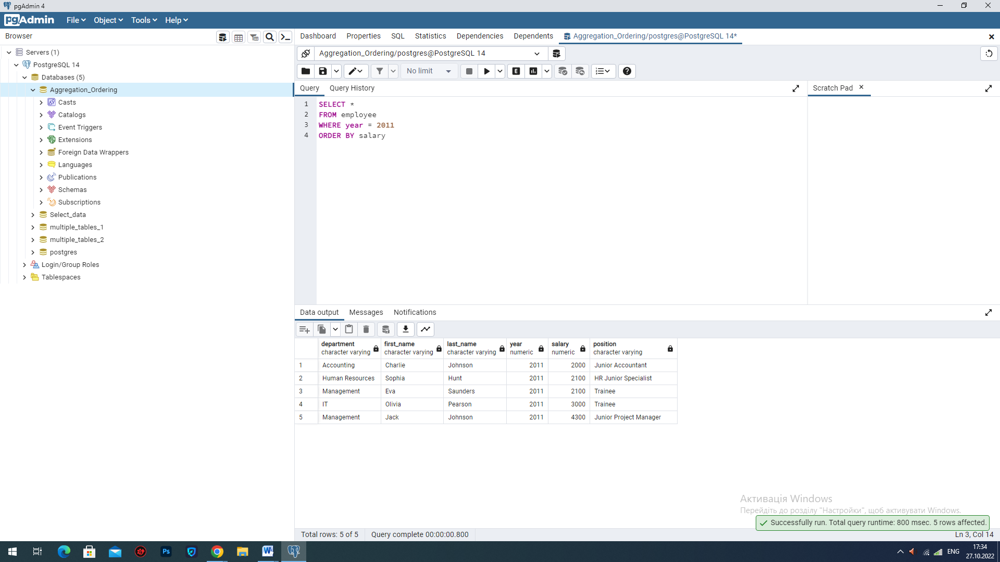 pgAdmin 4
pgAdmin File Object Tools Help
Browser
Dashboard Properties SQL Statistics Dependencies Dependents Aggregation_Ordering/postgres@PostgreSQL 14*
Servers (1)
PostgreSQL 14
Databases (5)
Aggregation_Ordering
Casts
Catalogs
Event Triggers
Extensions
Foreign Data Wrappers
Languages
Publications
Schemas
Subscriptions
Select_data
multiple_tables_1
multiple_tables_2
postgres
Login/Group Roles
Tablespaces
Aggregation_Ordering/postgres@PostgreSQL 14
No limit
E
Query Query History
Scratch Pad
1 SELECT *
2 FROM employee
3 WHERE year = 2011
4 ORDER BY salary
Data output Messages Notifications
department first_name last_name year salary position
character varying character varying character varying numeric numeric character varying
1 Accounting Charlie Johnson 2011 2000 Junior Accountant
2 Human Resources Sophia Hunt 2011 2100 HR Junior Specialist
3 Management Eva Saunders 2011 2100 Trainee
4 IT Olivia Pearson 2011 3000 Trainee
5 Management Jack Johnson 2011 4300 Junior Project Manager
Активація Windows
Перейдіть до розділу "Настройки", щоб активувати Windows.
Successfully run. Total query runtime: 800 msec. 5 rows affected.
Total rows: 5 of 5 Query complete 00:00:00.800
Ln 3, Col 14
Ps
W
ENG
17:34
27.10.2022